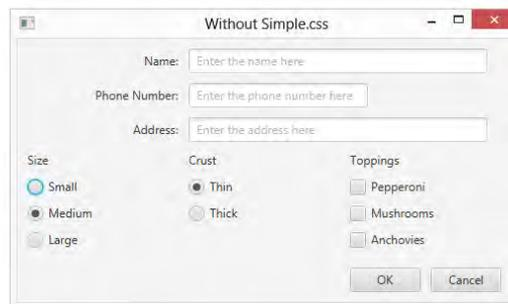 Without Simple.css
Name: Enter the name here
Phone Number: Enter the phone number here
Address: Enter the address here
Size Crust Toppings
Small Thin Pepperoni
Medium Thick Mushrooms
Large Anchovies
OK Cancel